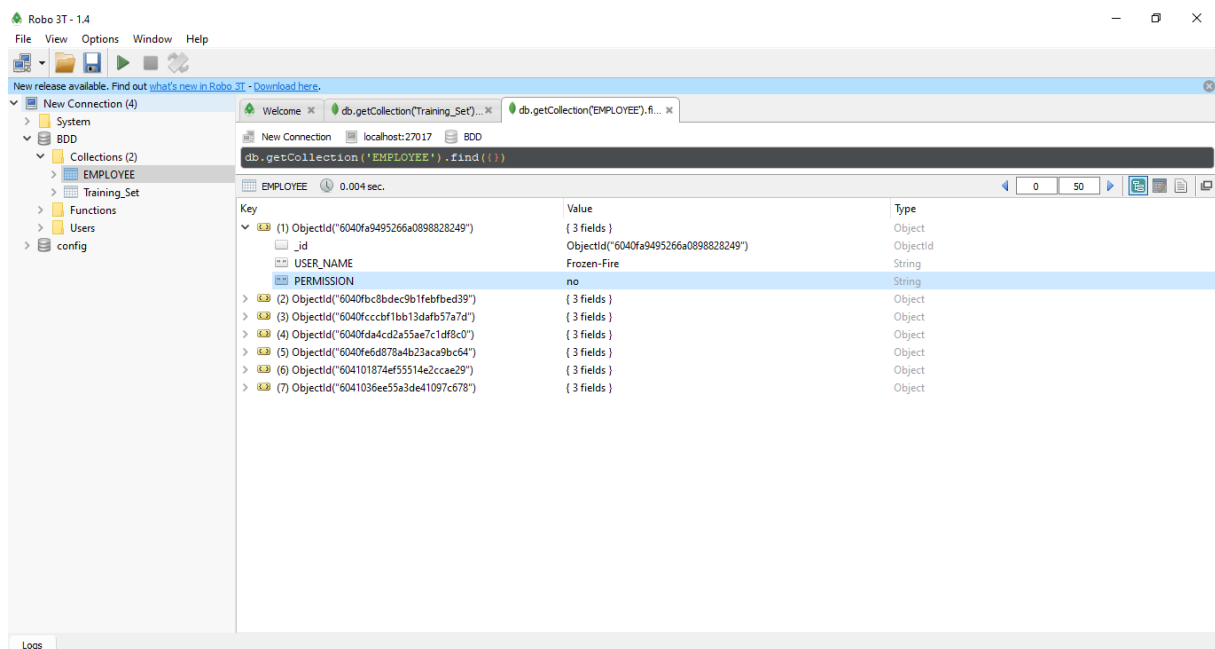 Robo 3T - 1.4
File View Options Window Help
New release available. Find out what's new in Robo 3T - Download here.
New Connection (4)
System
BDD
Collections (2)
EMPLOYEE
Training_Set
Functions
Users
config
Welcome db.getCollection('Training_Set')... db.getCollection('EMPLOYEE').fi...
New Connection localhost:27017 BDD
db.getCollection('EMPLOYEE').find({})
EMPLOYEE 0.004 sec. 0 50
Key Value Type
(1) ObjectId("6040fa9495266a0898828249") { 3 fields } Object
_id ObjectId("6040fa9495266a0898828249") ObjectId
USER_NAME Frozen-Fire String
PERMISSION no String
(2) ObjectId("6040fbc8bdec9b1febfbed39") { 3 fields } Object
(3) ObjectId("6040fcccbf1bb13dafb57a7d") { 3 fields } Object
(4) ObjectId("6040fda4cd2a55ae7c1df8c0") { 3 fields } Object
(5) ObjectId("6040fe6d878a4b23aca9bc64") { 3 fields } Object
(6) ObjectId("604101874ef55514e2ccae29") { 3 fields } Object
(7) ObjectId("6041036ee55a3de41097c678") { 3 fields } Object
Logs